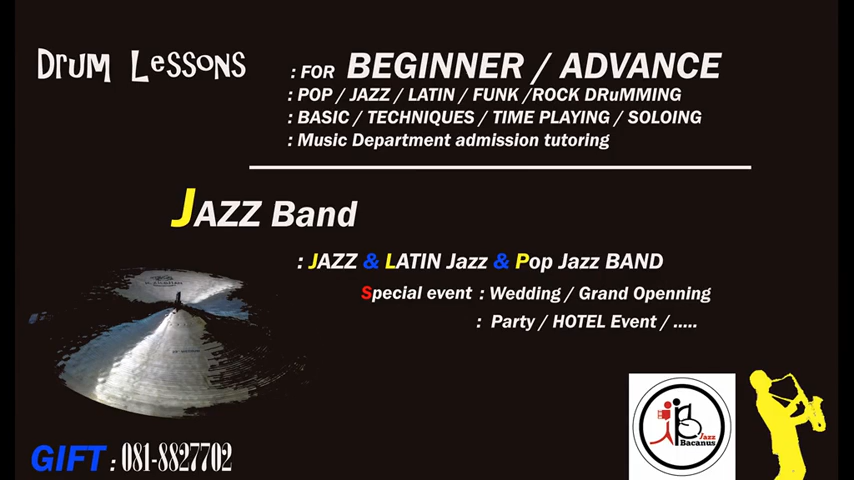 Drum Lessons : FOR BEGINNER / ADVANCE
: POP / JAZZ / LATIN / FUNK /ROCK DRuMMING
: BASIC / TECHNIQUES / TIME PLAYING / SOLOING
: Music Department admission tutoring
JAZZ Band
: JAZZ & LATIN Jazz & Pop Jazz BAND
Special event : Wedding / Grand Openning
: Party / HOTEL Event / .....
Jazz
Bacanus
GIFT : 081-8827702